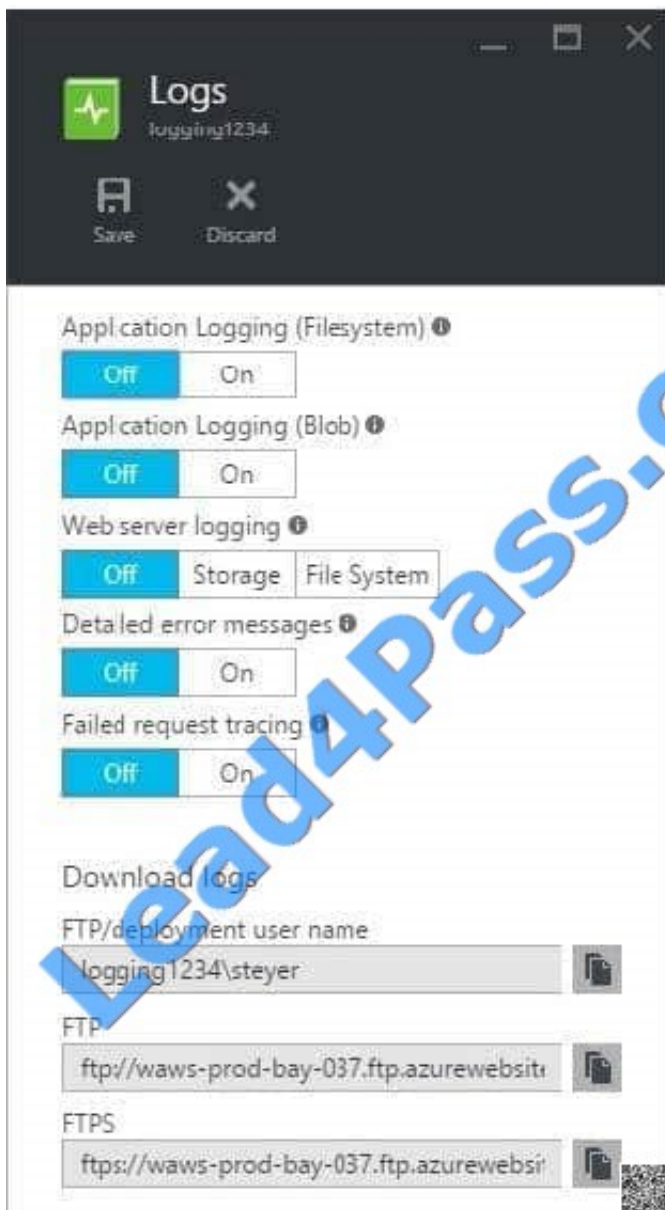 Logs
logging1234
Save Discard
Application Logging (Filesystem)
Off On
Application Logging (Blob)
Off On
Web server logging
Off Storage File System
Detailed error messages
Off On
Failed request tracing
Off On
Download logs
FTP/deployment user name
logging1234\steyer
FTP
ftp://waws-prod-bay-037.ftp.azurewebsite
FTPS
ftps://waws-prod-bay-037.ftp.azurewebsi
Lead4Pass.c